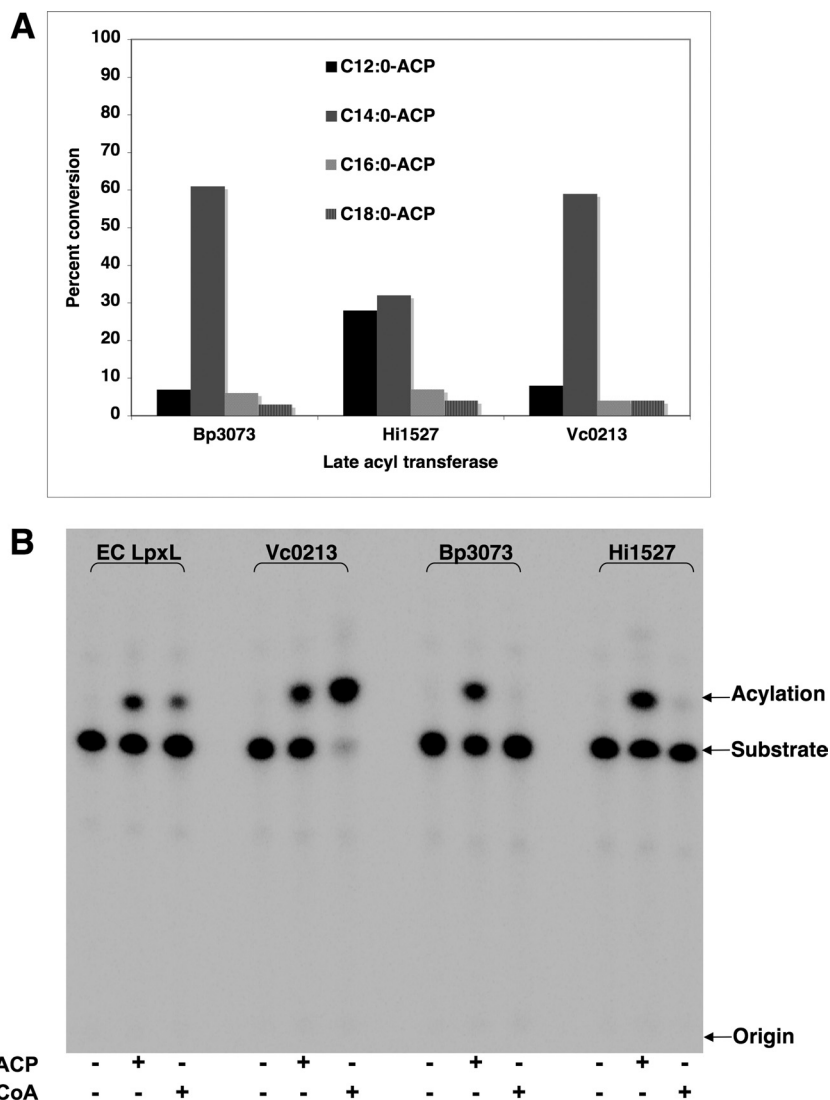 A
100
90
80
70
60
50
40
30
20
10
0
Percent conversion
C12:0-ACP
C14:0-ACP
C16:0-ACP
C18:0-ACP
Bp3073 Hi1527 Vc0213
Late acyl transferase
B
EC LpxL Vc0213 Bp3073 Hi1527
Acylation
Substrate
Origin
ACP - + - - + - - + - - + -
CoA - - + - - + - - + - - +